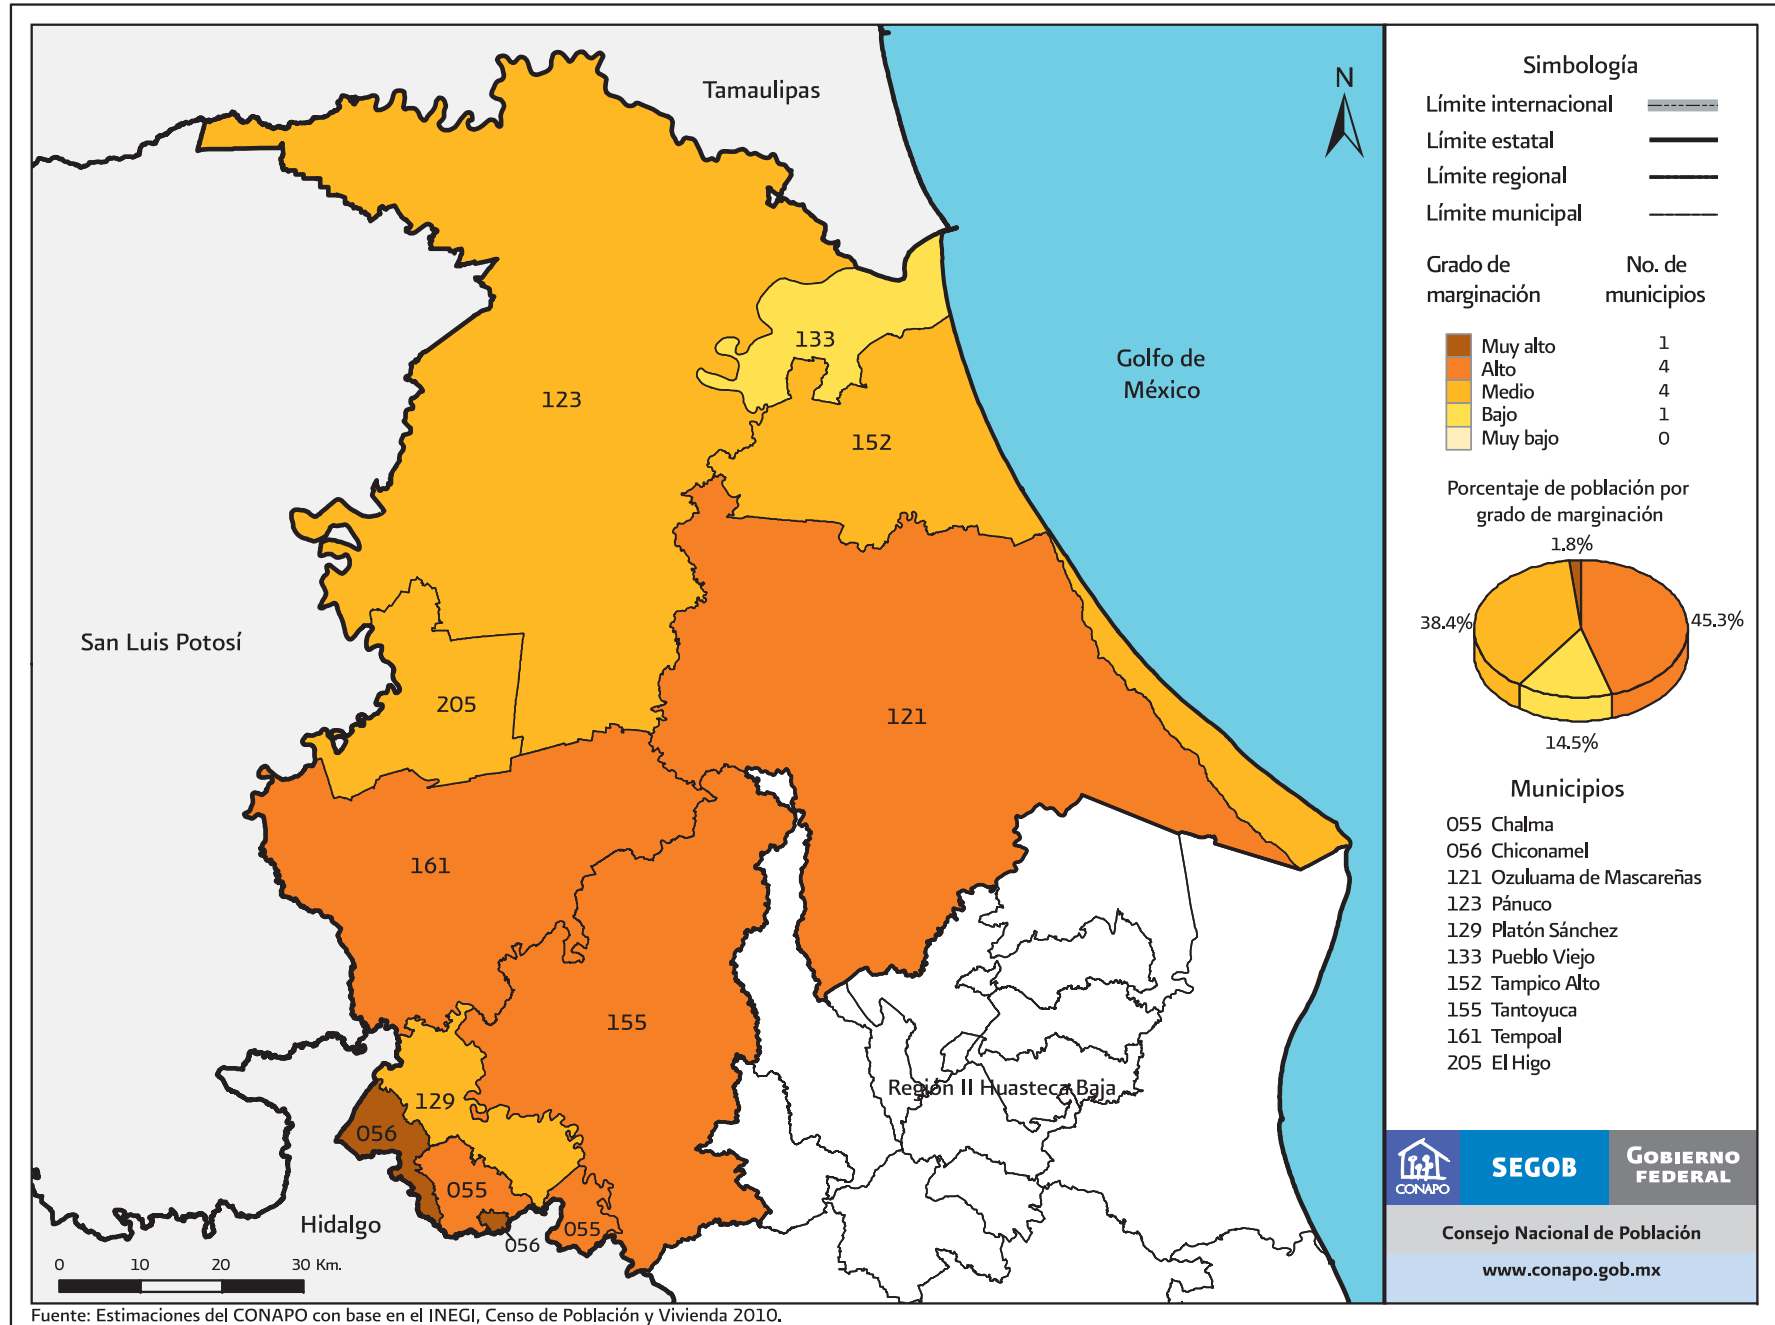 Tamaulipas
N
San Luis Potosí
Golfo de
México
Hidalgo
Región II Huasteca Baja
123
133
152
205
121
161
155
129
056
055
056
055
0 10 20 30 Km.
Fuente: Estimaciones del CONAPO con base en el INEGI, Censo de Población y Vivienda 2010.
Simbología
Límite internacional
Límite estatal
Límite regional
Límite municipal
Grado de marginación
No. de municipios
Muy alto 1
Alto 4
Medio 4
Bajo 1
Muy bajo 0
Porcentaje de población por
grado de marginación
1.8%
38.4%
45.3%
14.5%
Municipios
055 Chalma
056 Chiconamel
121 Ozuluama de Mascareñas
123 Pánuco
129 Platón Sánchez
133 Pueblo Viejo
152 Tampico Alto
155 Tantoyuca
161 Tempoal
205 El Higo
CONAPO
SEGOB
GOBIERNO
FEDERAL
Consejo Nacional de Población
www.conapo.gob.mx